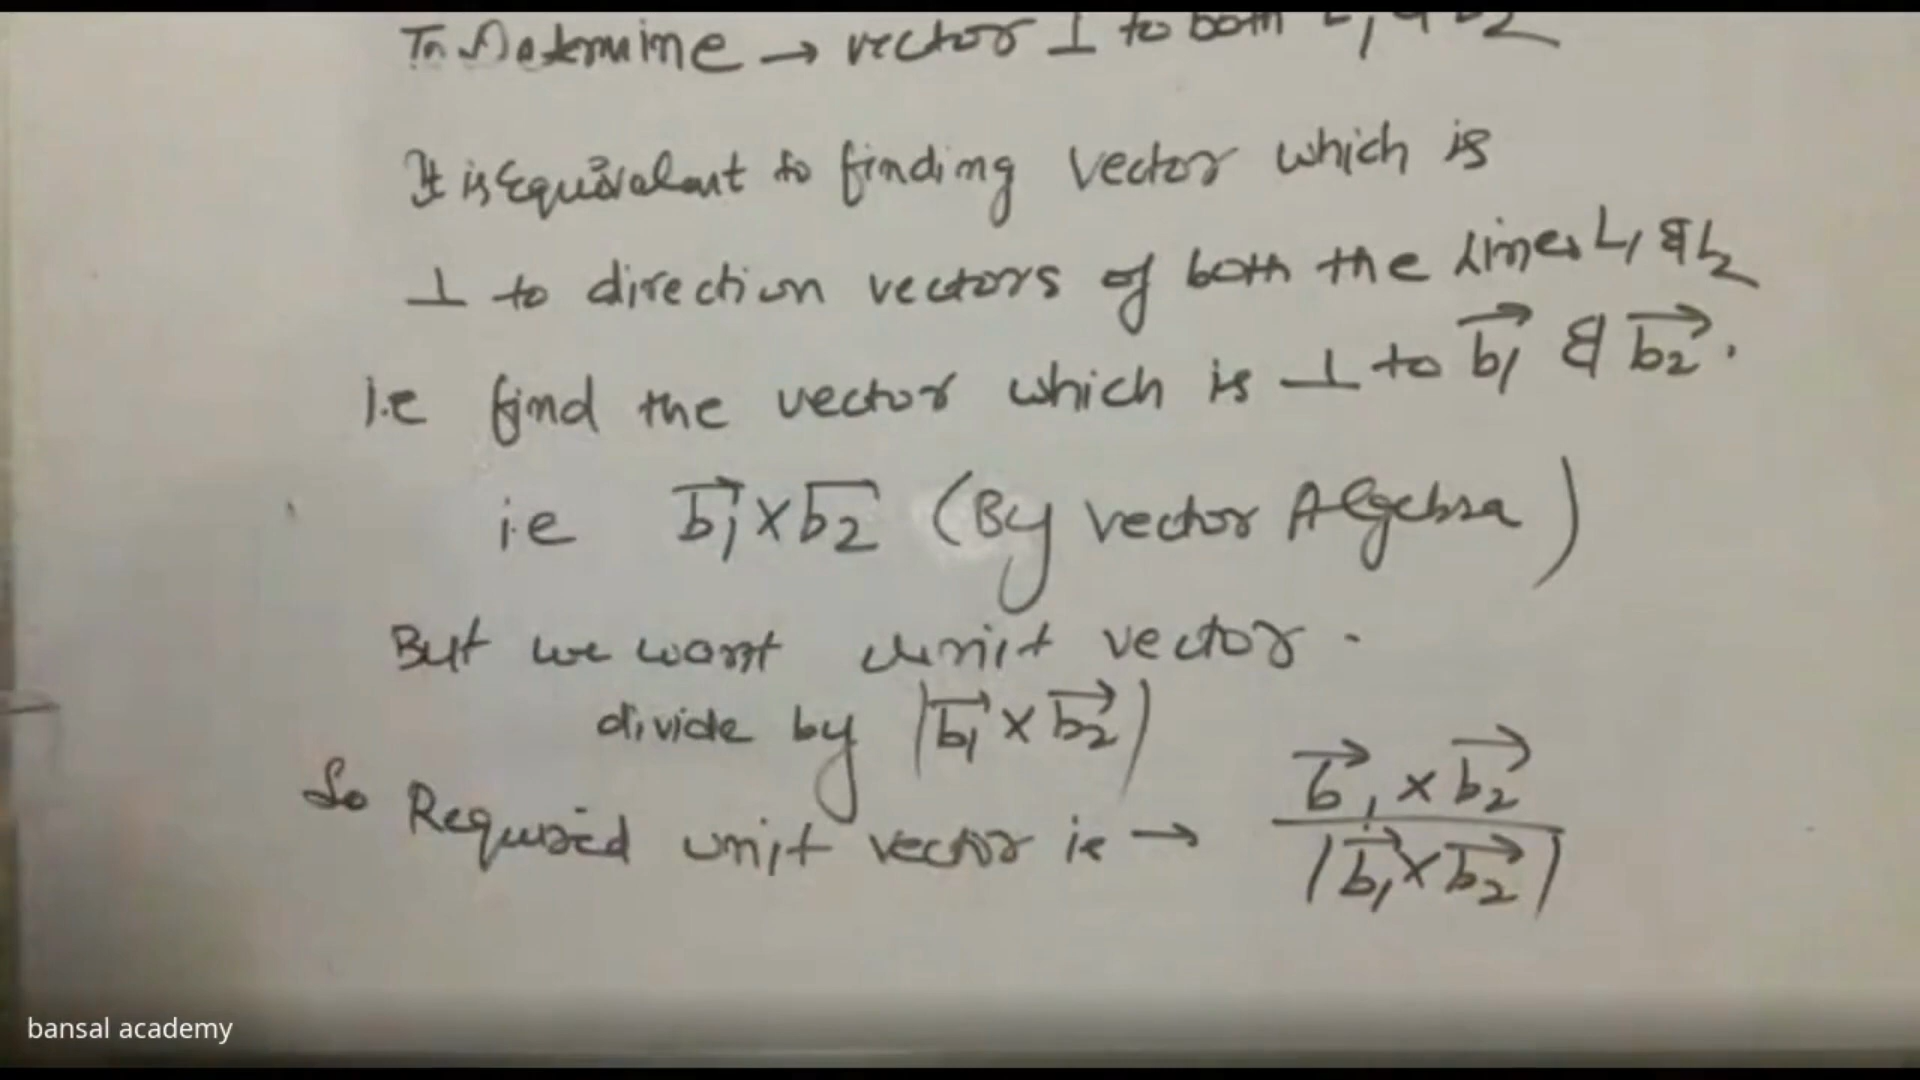 To Determine → vector ⊥ to both L1 & L2
It is Equivalent to finding vector which is
⊥ to direction vectors of both the lines L1 & L2
i.e find the vector which is ⊥ to b1⃗ & b2⃗.
i.e b1⃗ × b2⃗ (By vector Algebra)
But we want unit vector.
divide by |b1⃗ × b2⃗|
So Required unit vector is → b1⃗ × b2⃗ / |b1⃗ × b2⃗|
bansal academy